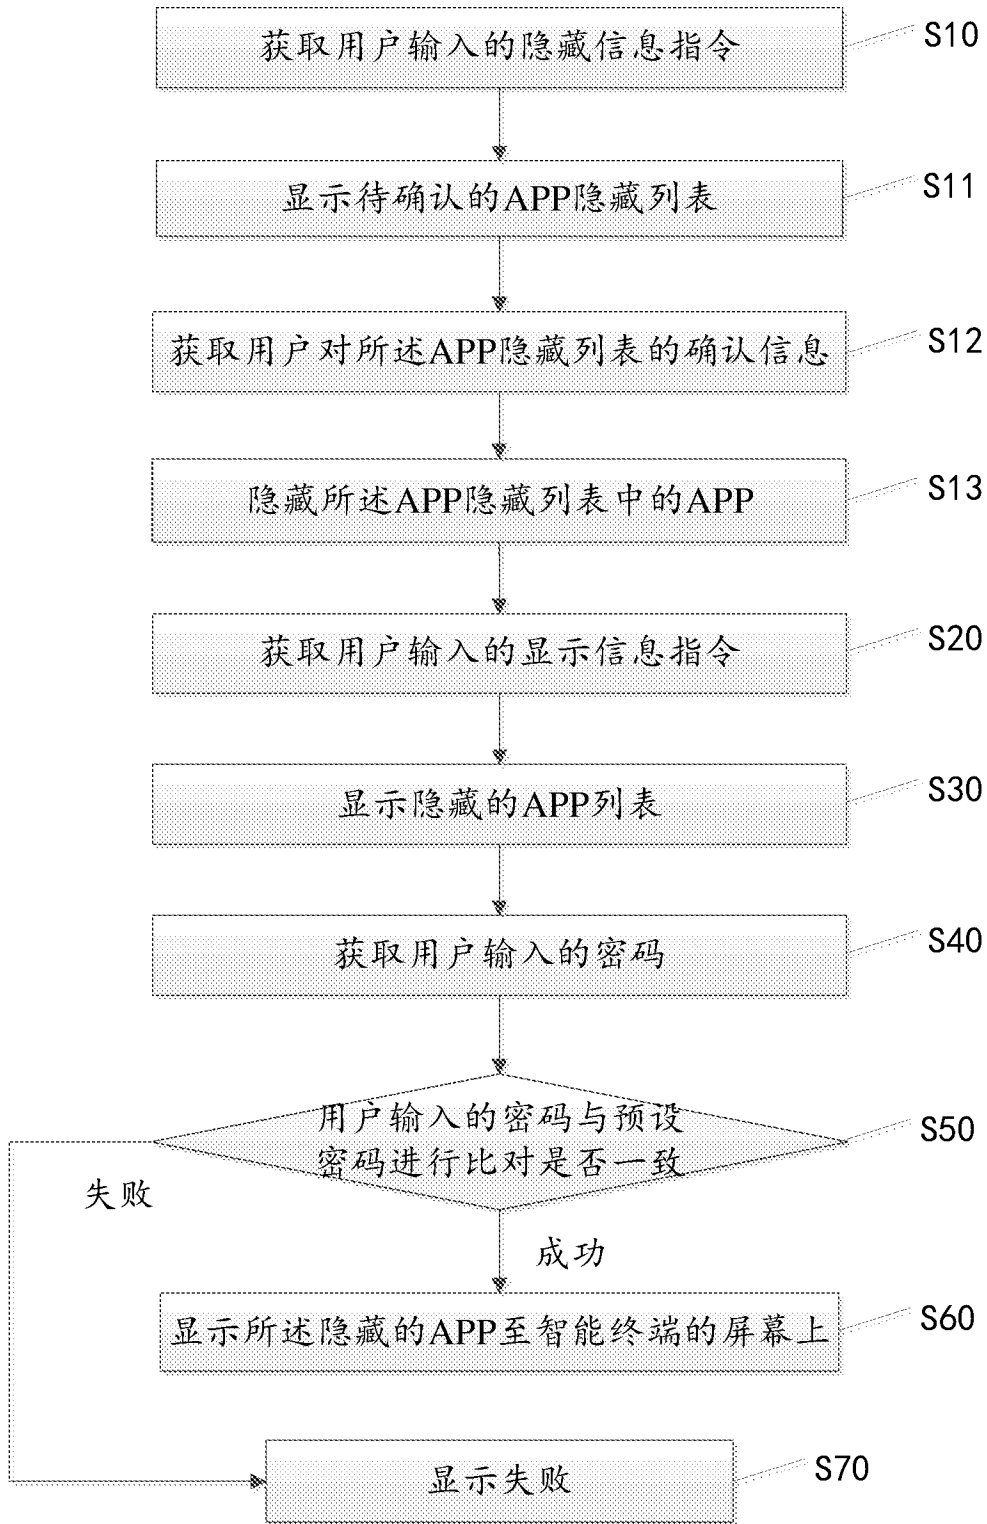 获取用户输入的隐藏信息指令
S10
显示待确认的APP隐藏列表
S11
获取用户对所述APP隐藏列表的确认信息
S12
隐藏所述APP隐藏列表中的APP
S13
获取用户输入的显示信息指令
S20
显示隐藏的APP列表
S30
获取用户输入的密码
S40
用户输入的密码与预设
密码进行比对是否一致
S50
失败
成功
显示所述隐藏的APP至智能终端的屏幕上
S60
显示失败
S70